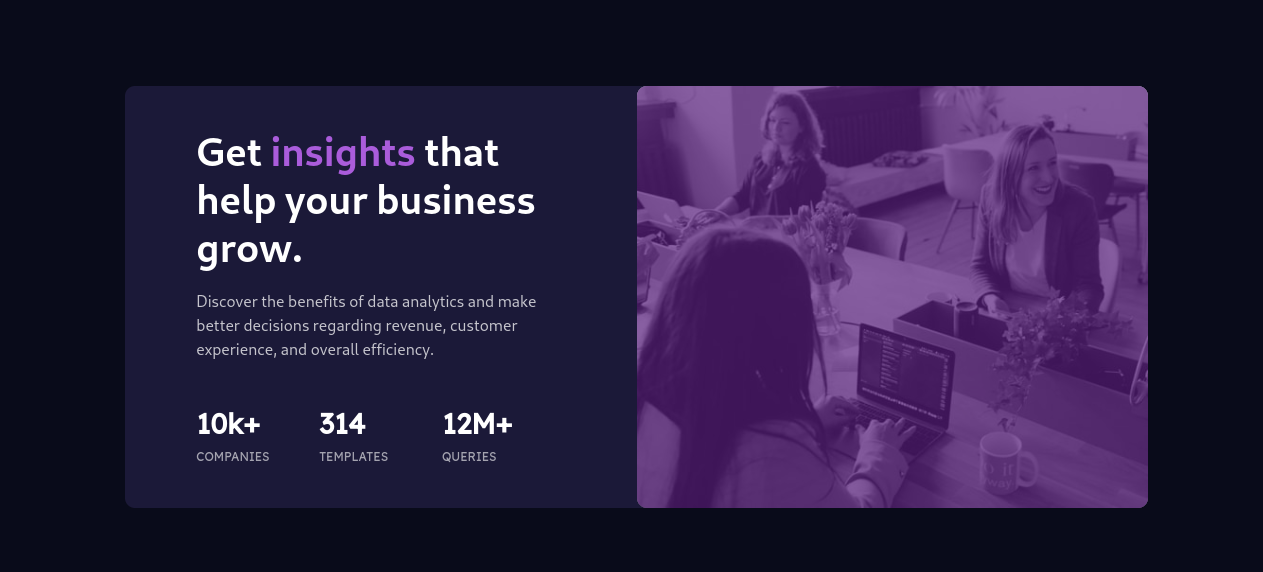 Get insights that
help your business
grow.
Discover the benefits of data analytics and make
better decisions regarding revenue, customer
experience, and overall efficiency.
10k+ 314 12M+
COMPANIES TEMPLATES QUERIES